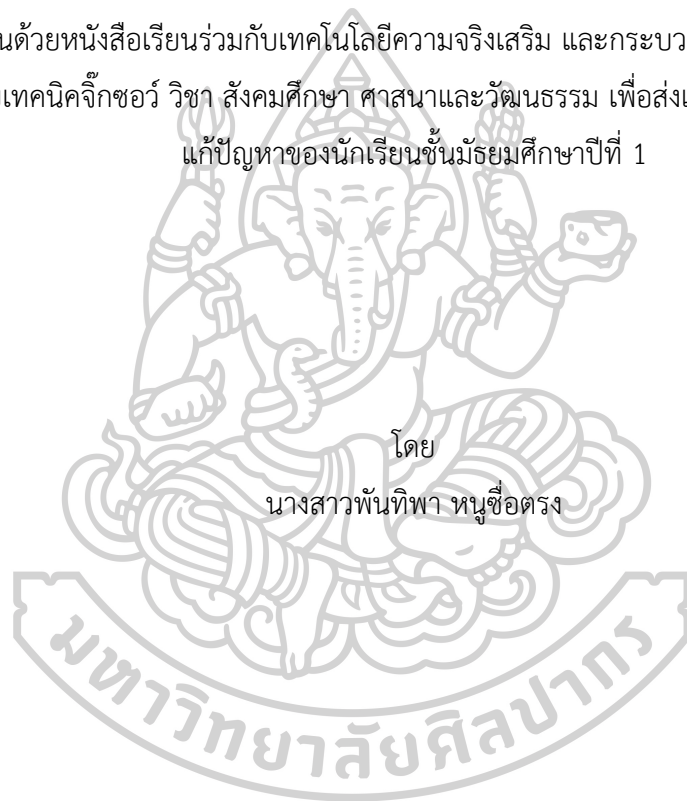 นด้วยหนังสือเรียนร่วมกับเทคโนโลยีความจริงเสริม และกระบว
เทคนิคจิ๊กซอว์ วิชา สังคมศึกษา ศาสนาและวัฒนธรรม เพื่อส่งเ
แก้ปัญหาของนักเรียนชั้นมัธยมศึกษาปีที่ 1
โดย
นางสาวพันทิพา หนูซื่อตรง
มหาวิทยาลัยศิลปากร